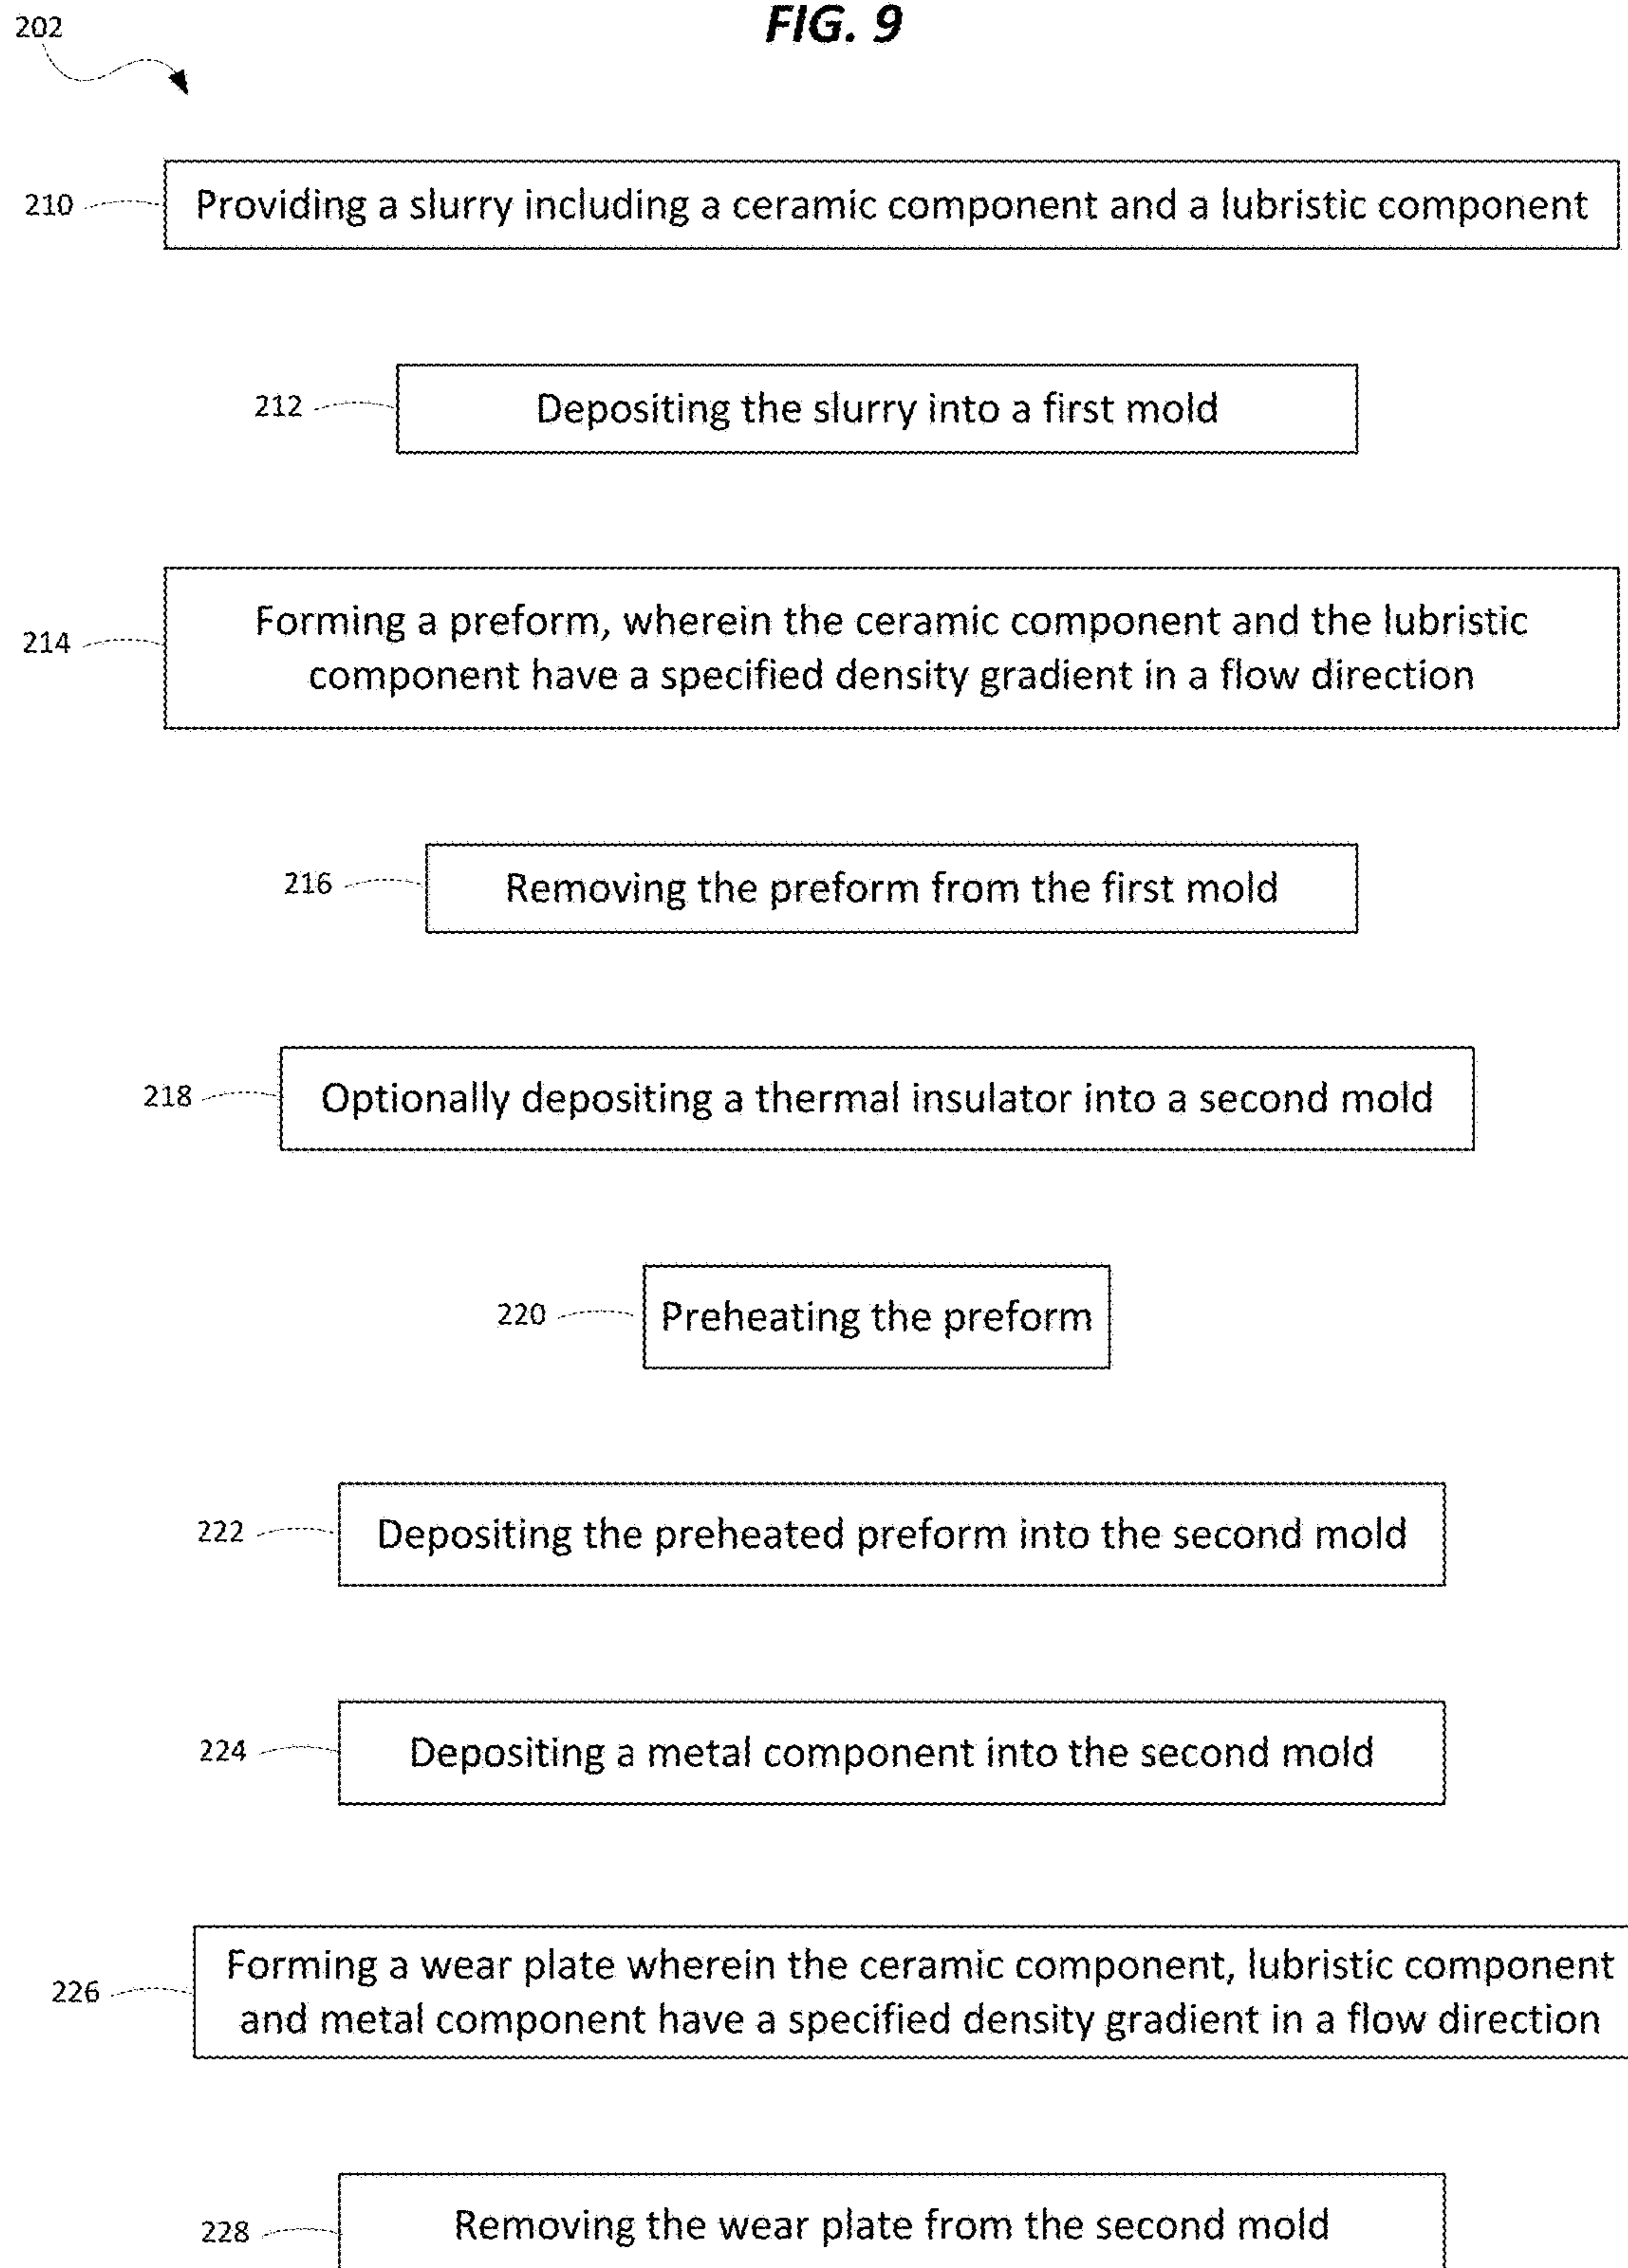 FIG. 9
202
210
Providing a slurry including a ceramic component and a lubristic component
212
Depositing the slurry into a first mold
214
Forming a preform, wherein the ceramic component and the lubristic
component have a specified density gradient in a flow direction
216
Removing the preform from the first mold
218
Optionally depositing a thermal insulator into a second mold
220
Preheating the preform
222
Depositing the preheated preform into the second mold
224
Depositing a metal component into the second mold
226
Forming a wear plate wherein the ceramic component, lubristic component
and metal component have a specified density gradient in a flow direction
228
Removing the wear plate from the second mold